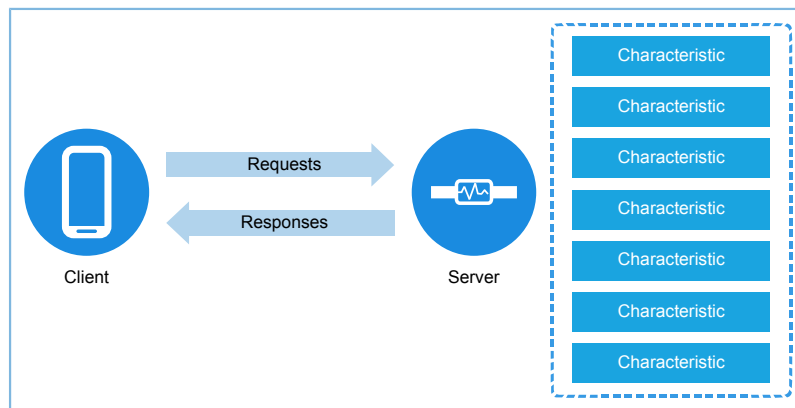 Characteristic
Characteristic
Requests
Characteristic
Responses
Characteristic
Client
Server
Characteristic
Characteristic
Characteristic